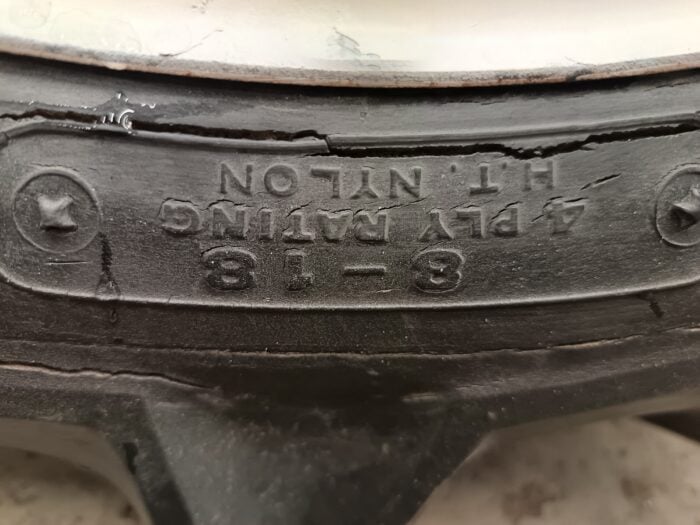 8-18
4 PLY RATING
H.T. NYLON